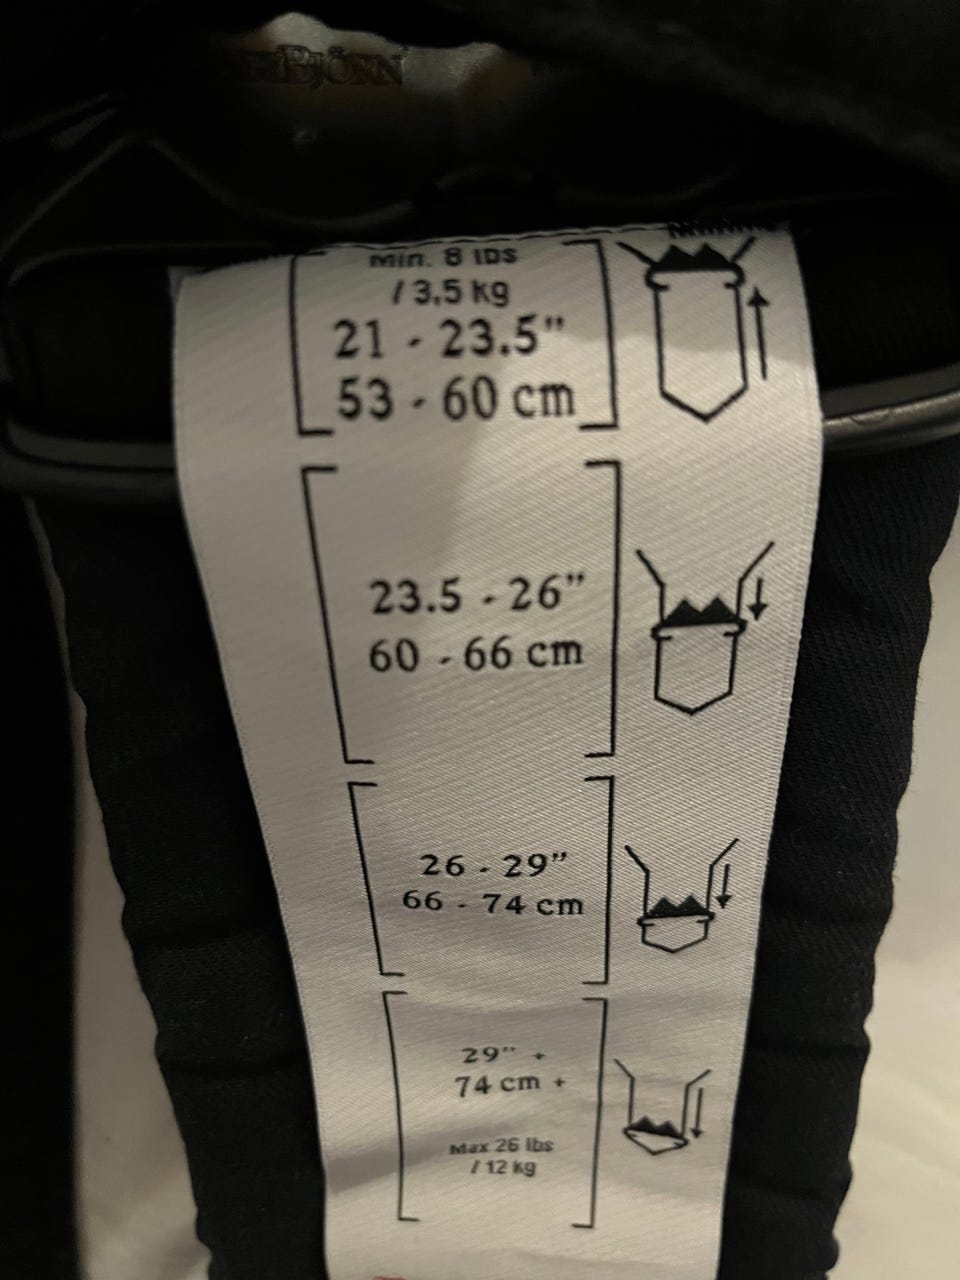 BJÖRN
Min. 8 lbs
/ 3,5 kg
21 - 23.5"
53 - 60 cm
23.5 - 26"
60 - 66 cm
26 - 29"
66 - 74 cm
29" +
74 cm +
Max 26 lbs
/ 12 kg